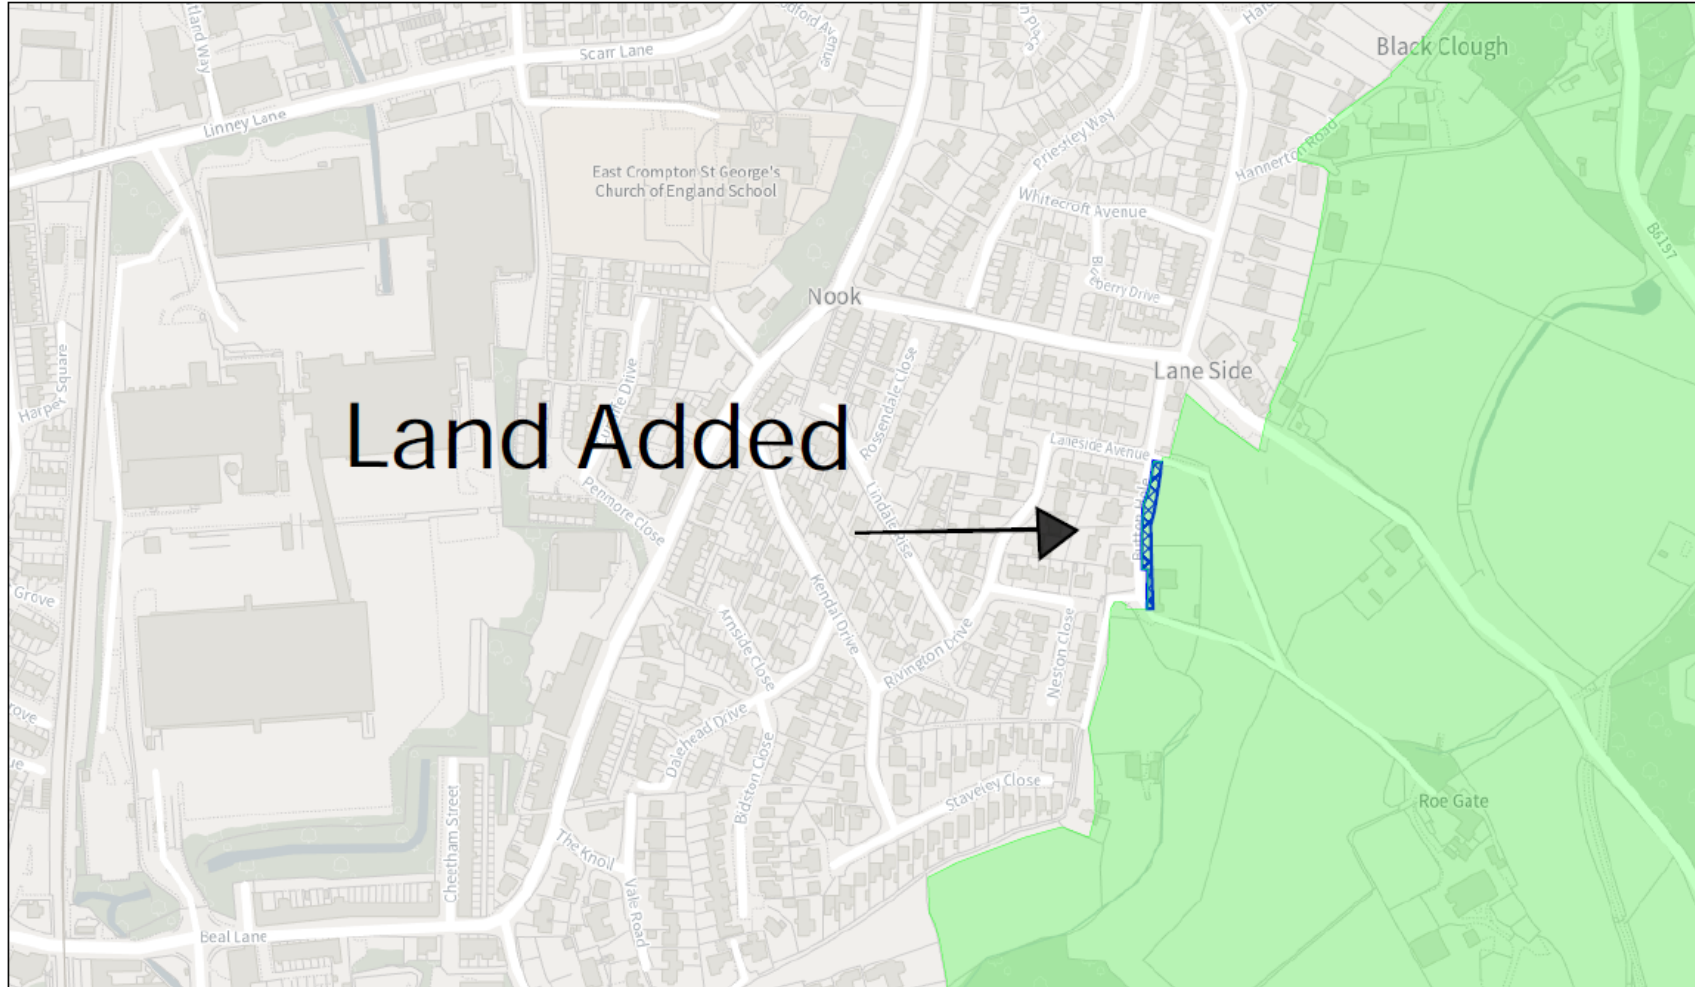 Black Clough
Scarr Lane
Linney Lane
Priestley Way
Hannerton Road
East Crompton St George's
Church of England School
Whitecroft Avenue
B6197
Nook
Lane Side
Harper Square
Rossendale Close
Land Added
Laneside Avenue
Penmore Close
Lindale Rise
Grove
Kendal Drive
Arnside Close
Rivington Drive
Neston Close
Dalehead Drive
Bidston Close
Staveley Close
Roe Gate
Cheetham Street
The Knoll
Vale Road
Beal Lane